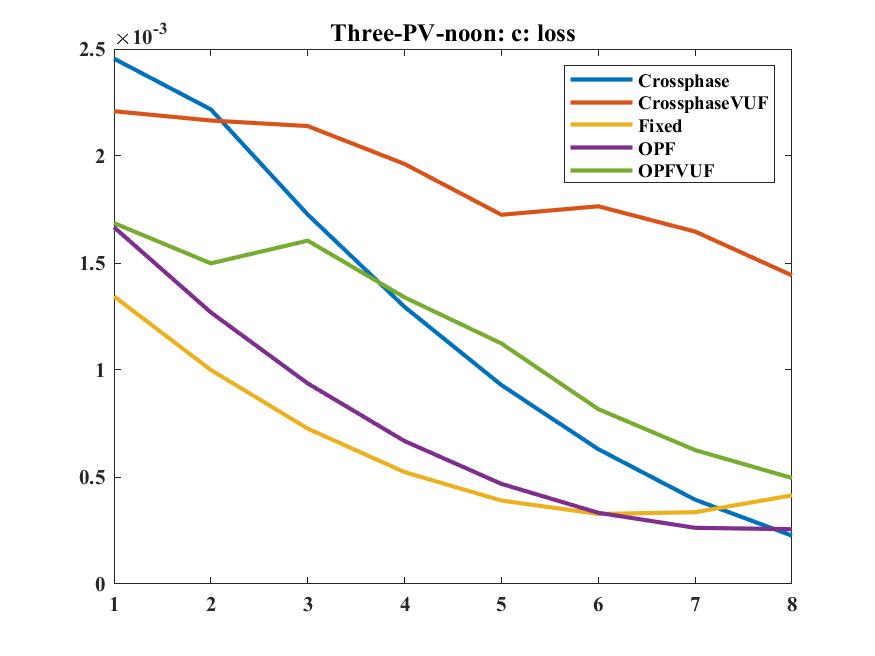 Three-PV-noon: c: loss
×10⁻³
2.5
2
1.5
1
0.5
0
1 2 3 4 5 6 7 8
Crossphase
CrossphaseVUF
Fixed
OPF
OPFVUF